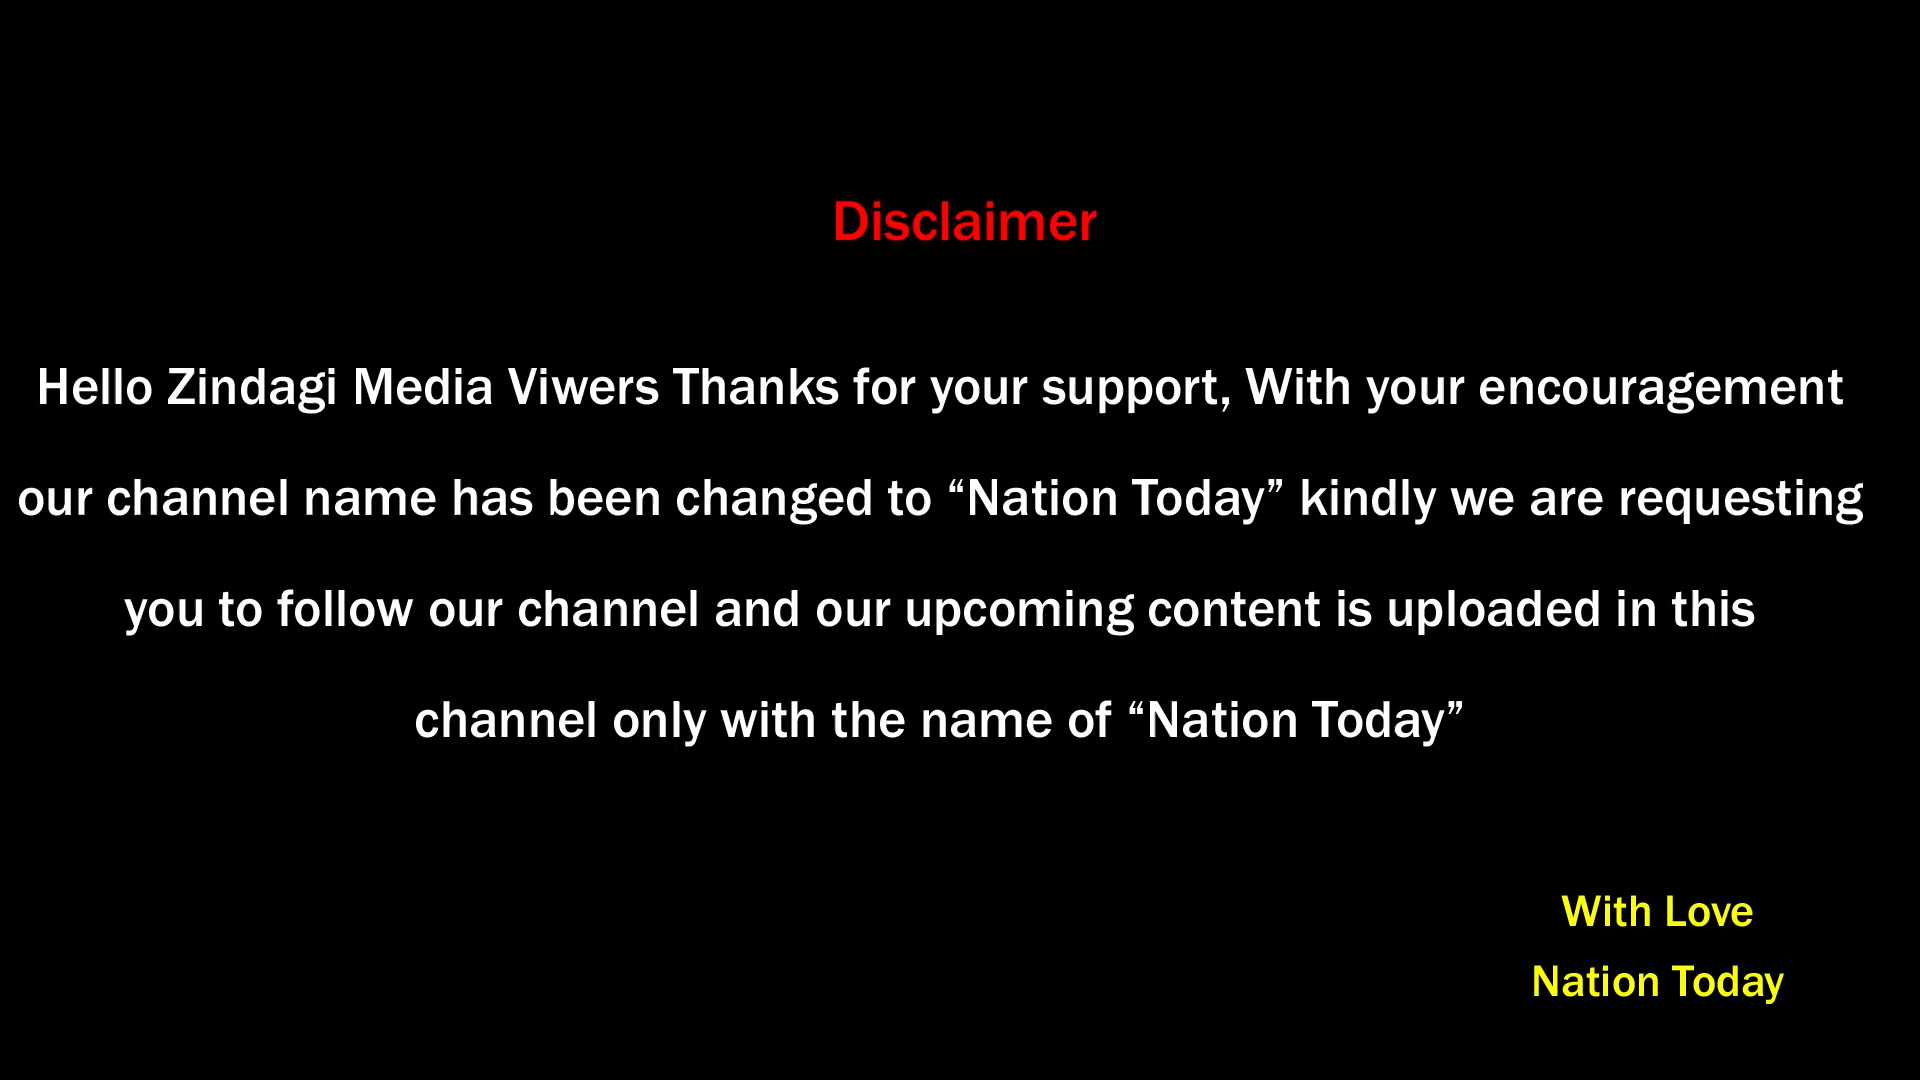 Disclaimer
Hello Zindagi Media Viwers Thanks for your support, With your encouragement
our channel name has been changed to “Nation Today” kindly we are requesting
you to follow our channel and our upcoming content is uploaded in this
channel only with the name of “Nation Today”
With Love
Nation Today